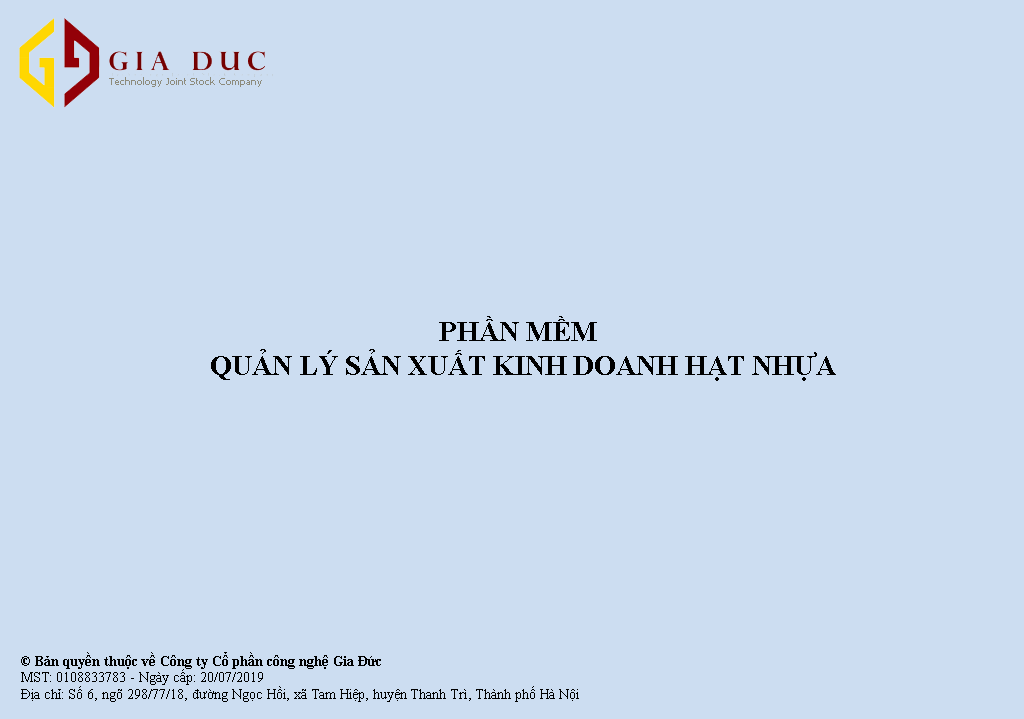 GIA DUC
Technology Joint Stock Company
PHẦN MỀM
QUẢN LÝ SẢN XUẤT KINH DOANH HẠT NHỰA
© Bản quyền thuộc về Công ty Cổ phần công nghệ Gia Đức
MST: 0108833783 - Ngày cấp: 20/07/2019
Địa chỉ: Số 6, ngõ 298/77/18, đường Ngọc Hồi, xã Tam Hiệp, huyện Thanh Trì, Thành phố Hà Nội